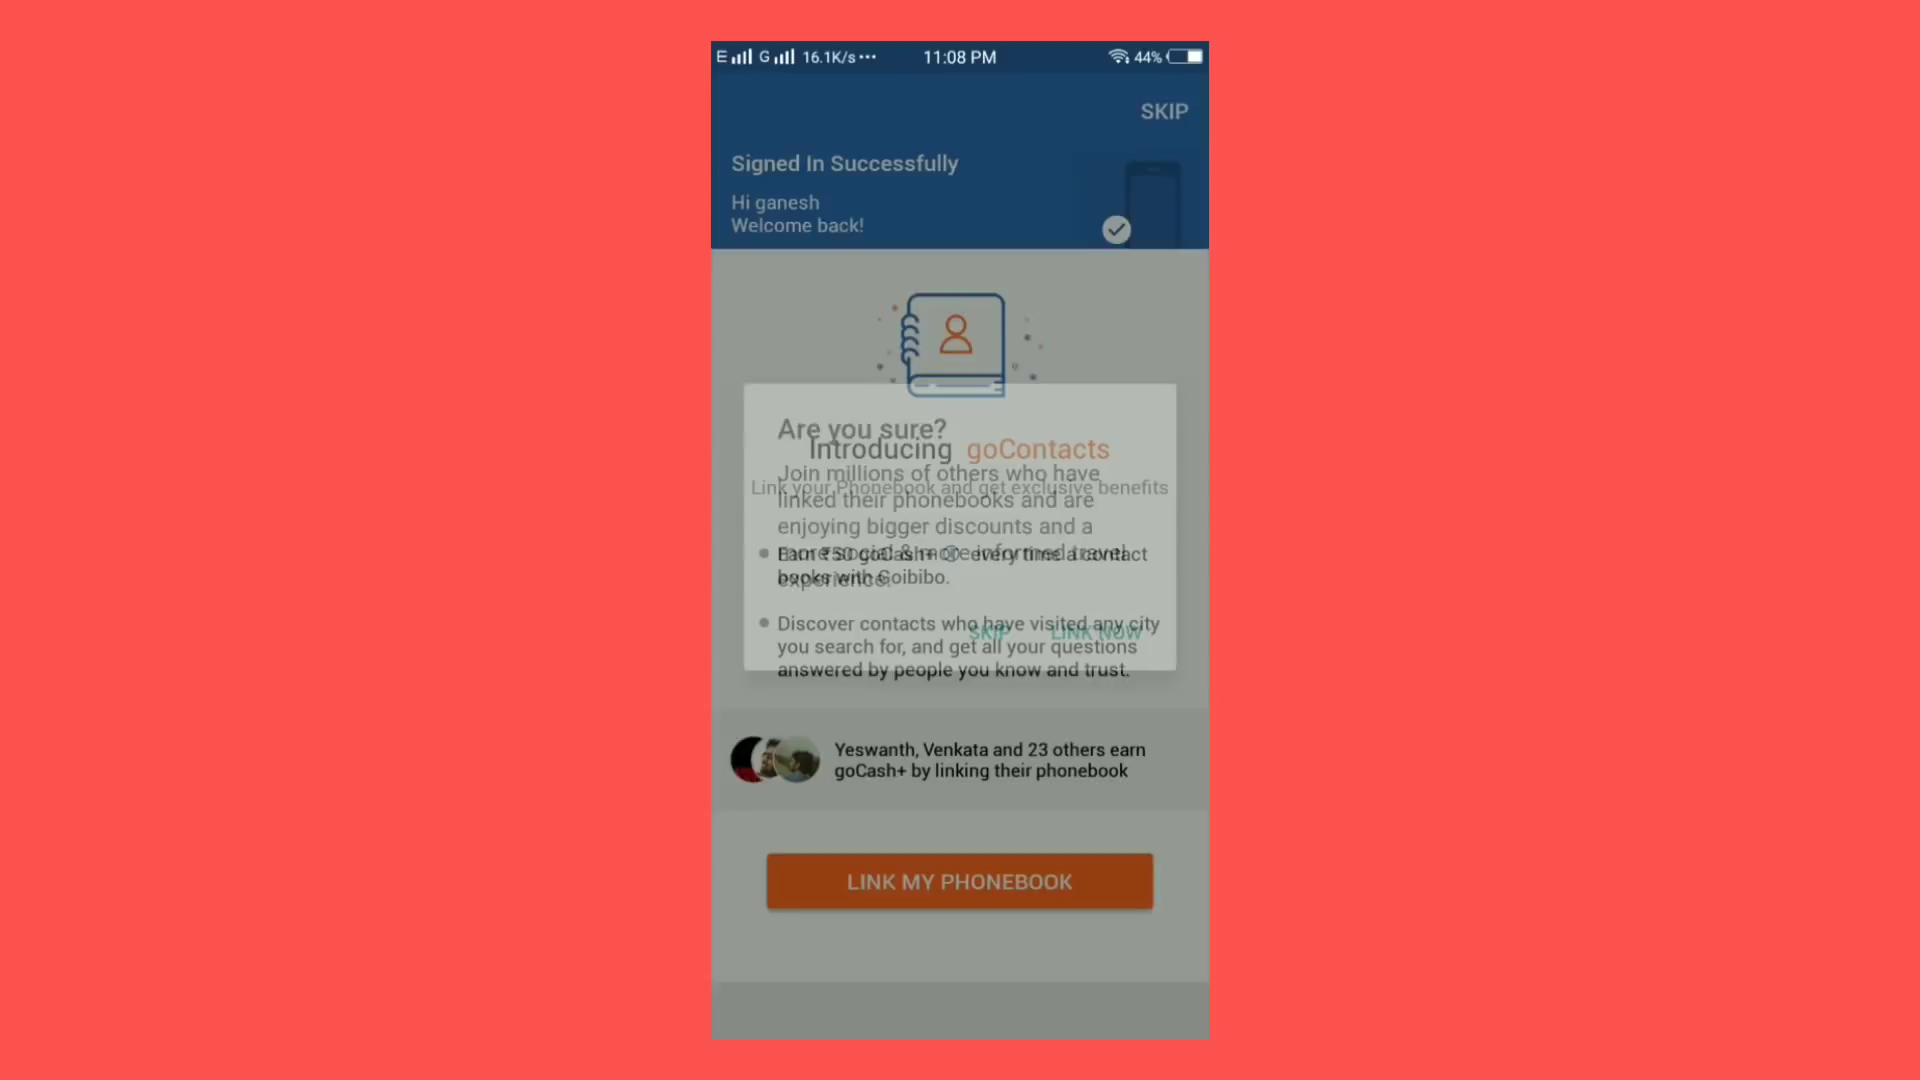 E G 16.1K/s... 11:08 PM 44%
SKIP
Signed In Successfully
Hi ganesh
Welcome back!
Are you sure?
Introducing goContacts
Join millions of others who have
Link your Phonebook and get exclusive benefits
linked their phonebooks and are
enjoying bigger discounts and a
more social & more informed travel
Earn ₹50 goCash+ every time a contact
experience.
books with Goibibo.
Discover contacts who have visited any city
SKIP LINK NOW
you search for, and get all your questions
answered by people you know and trust.
Yeswanth, Venkata and 23 others earn
goCash+ by linking their phonebook
LINK MY PHONEBOOK